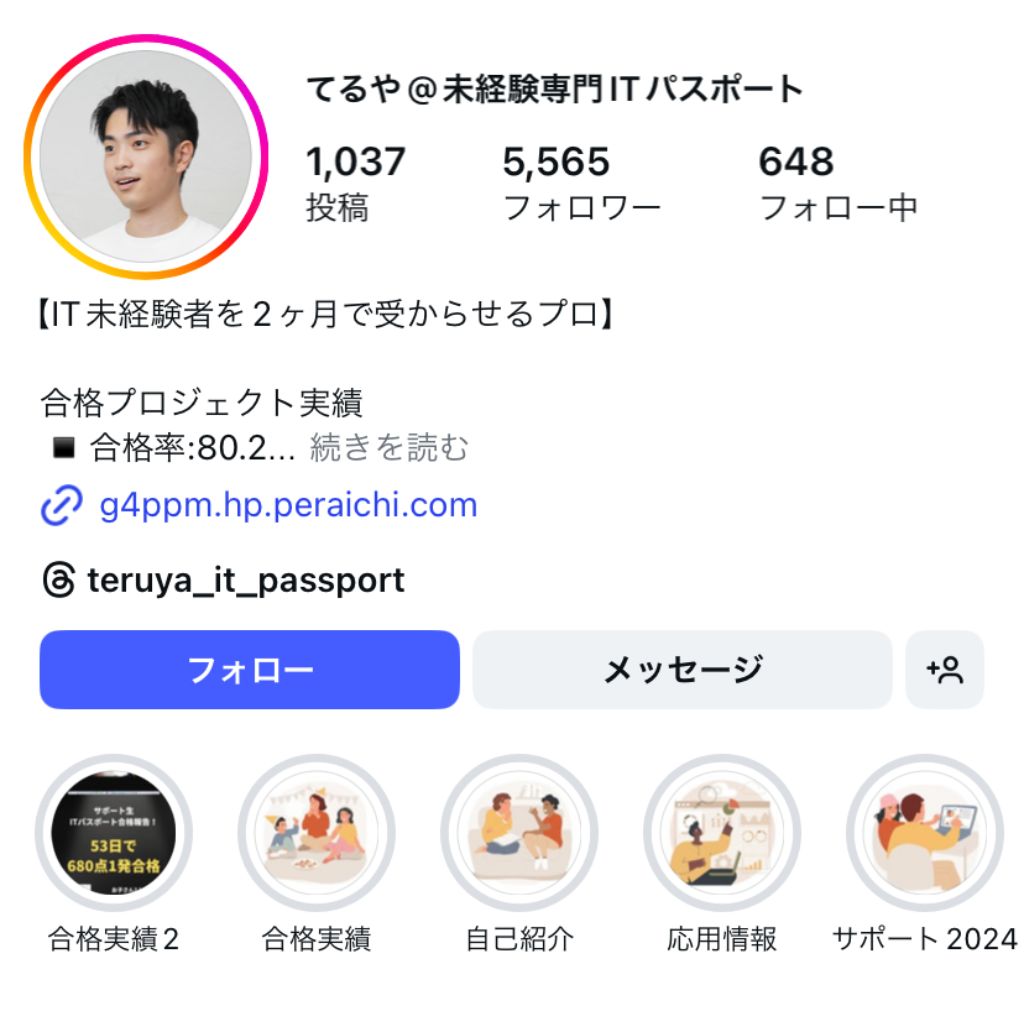 てるや@未経験専門ITパスポート
1,037
5,565
648
投稿
フォロワー
フォロー中
【IT未経験者を2ヶ月で受からせるプロ】
合格プロジェクト実績
▪️合格率:80.2... 続きを読む
g4ppm.hp.peraichi.com
teruya_it_passport
フォロー
メッセージ
サポート生
ITパスポート合格報告！
53日で
680点1発合格
合格実績2
合格実績
自己紹介
応用情報
サポート2024